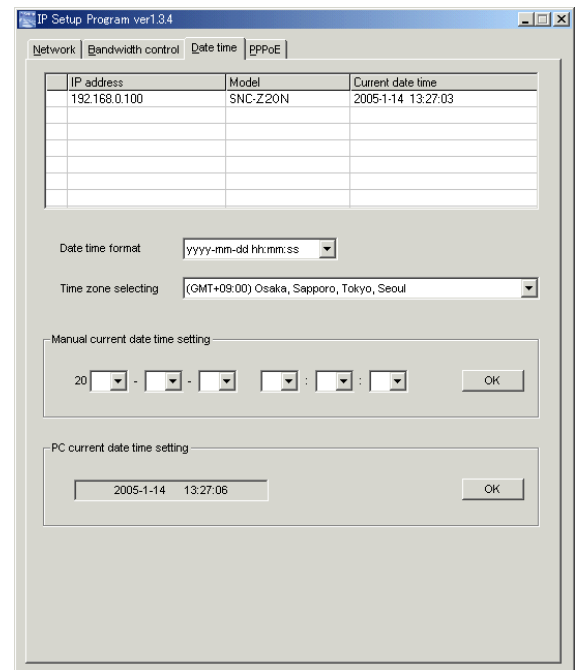 IP Setup Program ver1.3.4
Network Bandwidth control Date time PPPoE
IP address Model Current date time
192.168.0.100 SNC-Z20N 2005-1-14 13:27:03
Date time format yyyy-mm-dd hh:mm:ss
Time zone selecting (GMT+09:00) Osaka, Sapporo, Tokyo, Seoul
Manual current date time setting
20 - - : : OK
PC current date time setting
2005-1-14 13:27:06 OK